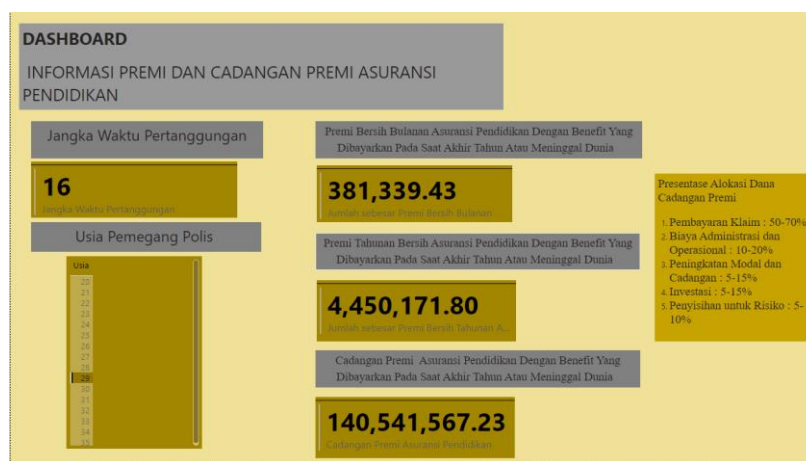 DASHBOARD
INFORMASI PREMI DAN CADANGAN PREMI ASURANSI
PENDIDIKAN
Jangka Waktu Pertanggungan
16
Jangka Waktu Pertanggungan
Usia Pemegang Polis
Usia
20
21
22
23
24
25
26
27
28
29
30
31
32
33
34
35
Premi Bersih Bulanan Asuransi Pendidikan Dengan Benefit Yang
Dibayarkan Pada Saat Akhir Tahun Atau Meninggal Dunia
381,339.43
Jumlah sebesar Premi Bersih Bulanan
Premi Tahunan Bersih Asuransi Pendidikan Dengan Benefit Yang
Dibayarkan Pada Saat Akhir Tahun Atau Meninggal Dunia
4,450,171.80
Jumlah sebesar Premi Bersih Tahunan A...
Cadangan Premi Asuransi Pendidikan Dengan Benefit Yang
Dibayarkan Pada Saat Akhir Tahun Atau Meninggal Dunia
140,541,567.23
Cadangan Premi Asuransi Pendidikan
Presentase Alokasi Dana
Cadangan Premi
1. Pembayaran Klaim : 50-70%
2. Biaya Administrasi dan
Operasional : 10-20%
3. Peningkatan Modal dan
Cadangan : 5-15%
4. Investasi : 5-15%
5. Penyisihan untuk Risiko : 5-
10%